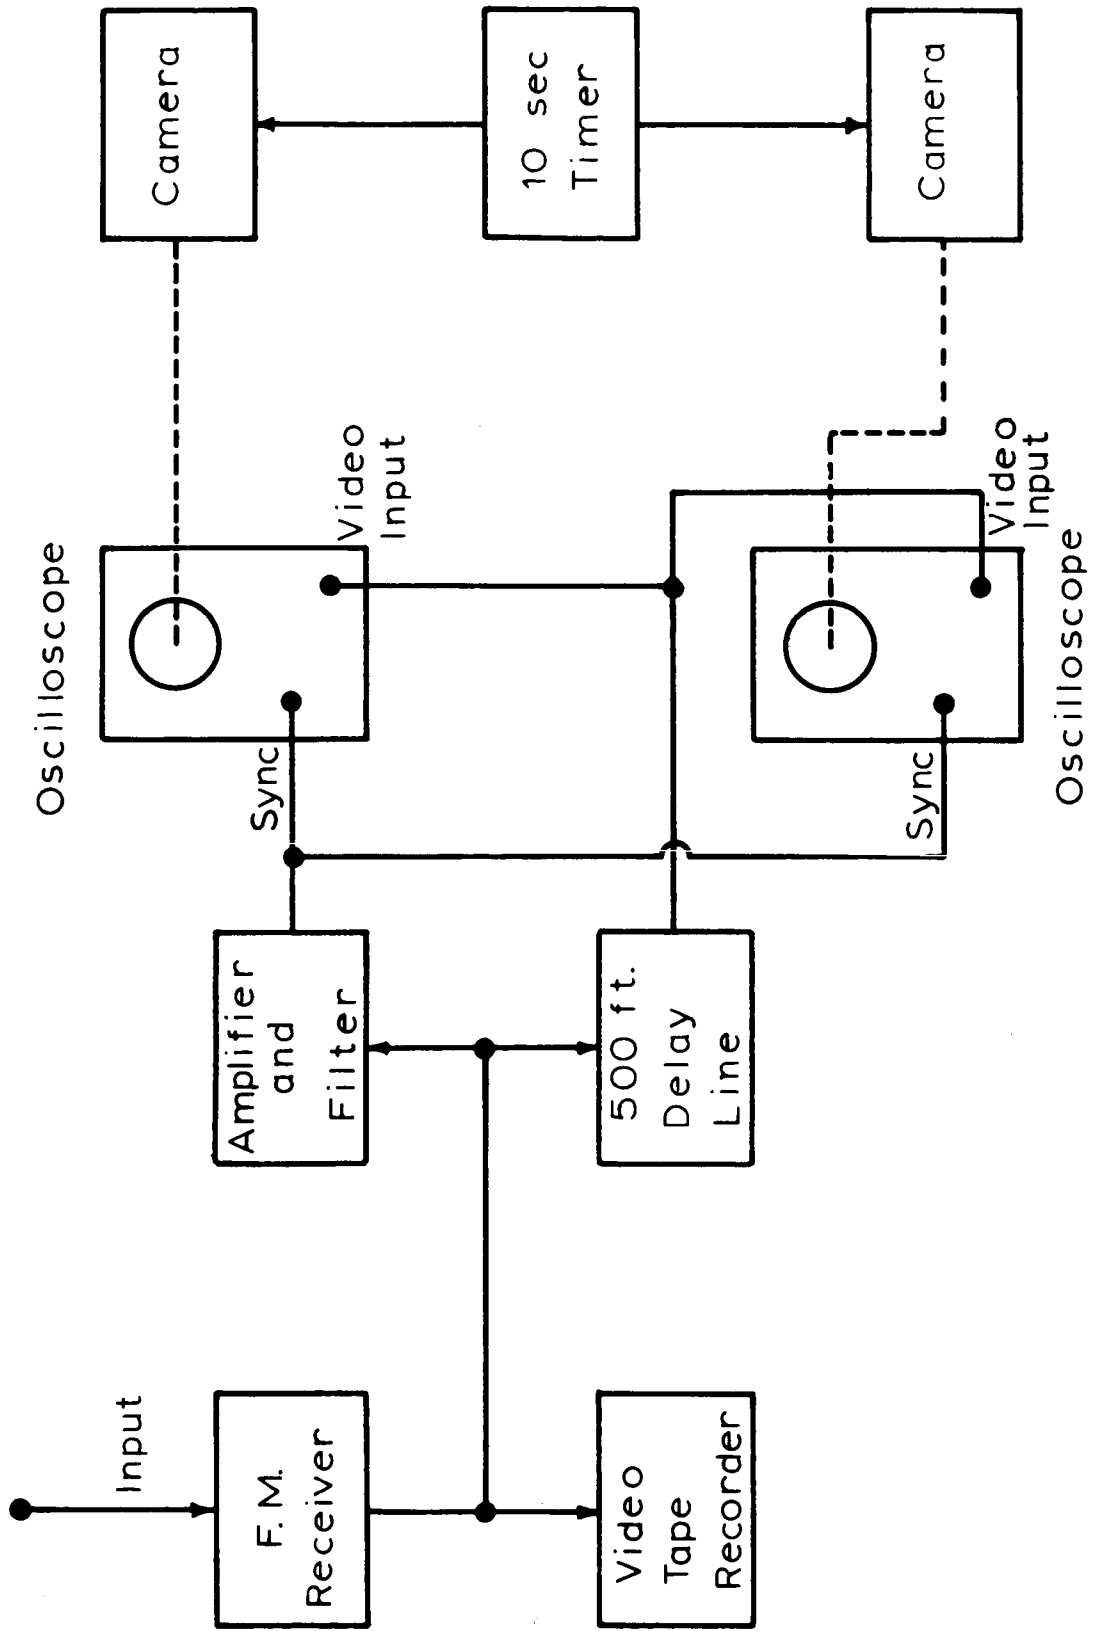 Input
F. M.
Receiver
Video
Tape
Recorder
Amplifier
and
Filter
500 ft.
Delay
Line
Oscilloscope
Sync
Video
Input
Sync
Video
Input
Oscilloscope
Camera
10 sec
Timer
Camera